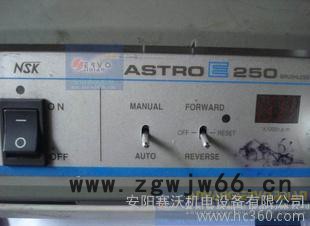 NSK
ASTRO E 250
BRUSHLESS
ON
OFF
MANUAL
AUTO
FORWARD
OFF
RESET
REVERSE
www.zgwjw66.cn
安阳赛沃机电设备有限公司
www.hc360.com